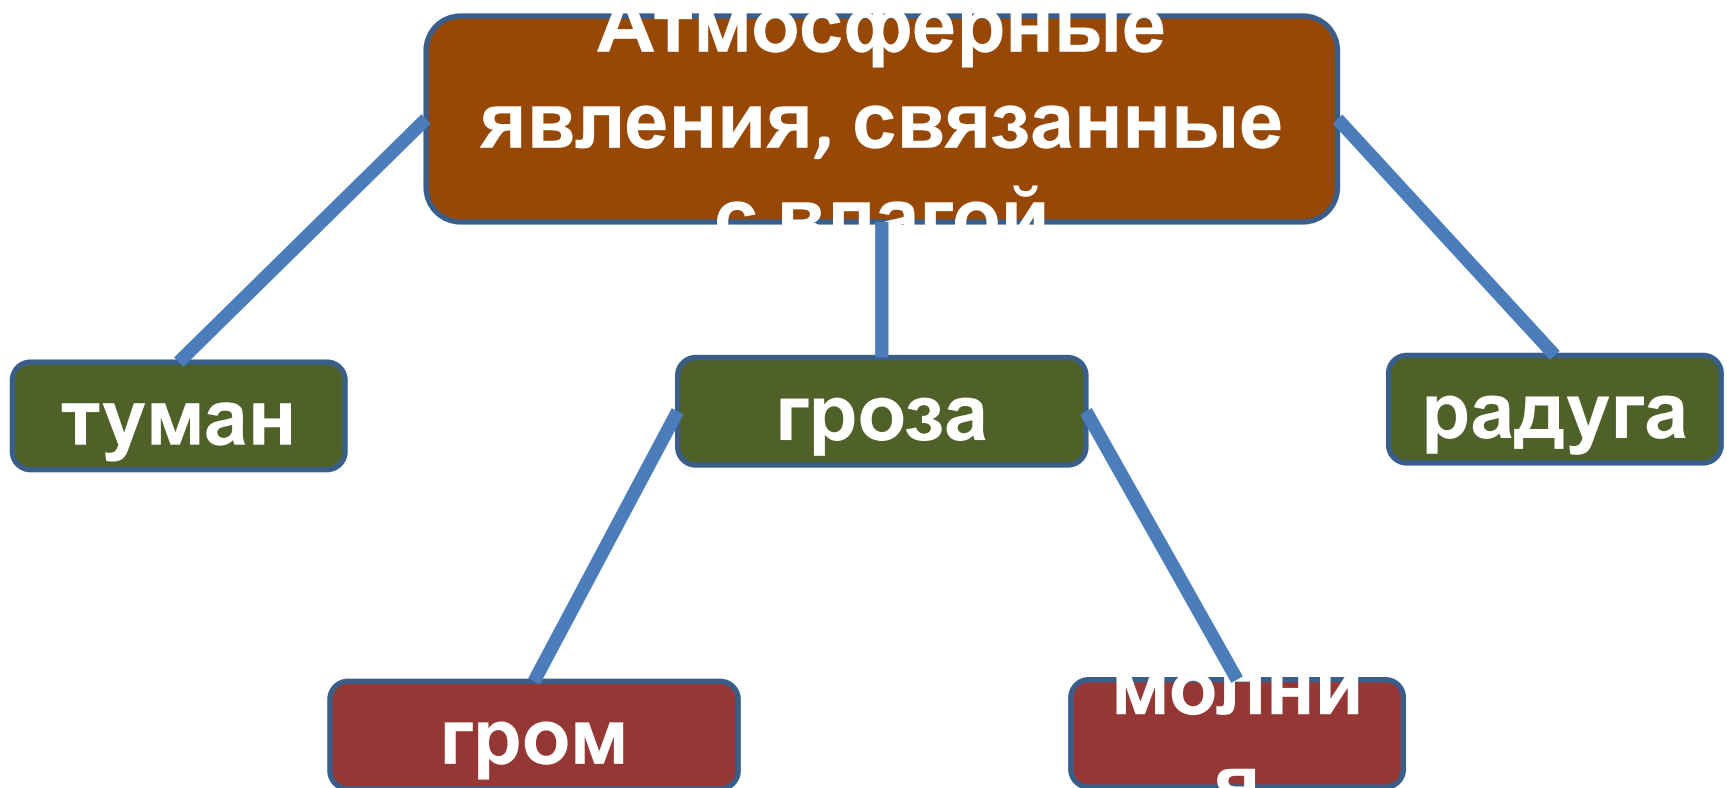 Атмосферные
явления, связанные
с влагой
туман
гроза
радуга
гром
молни
я